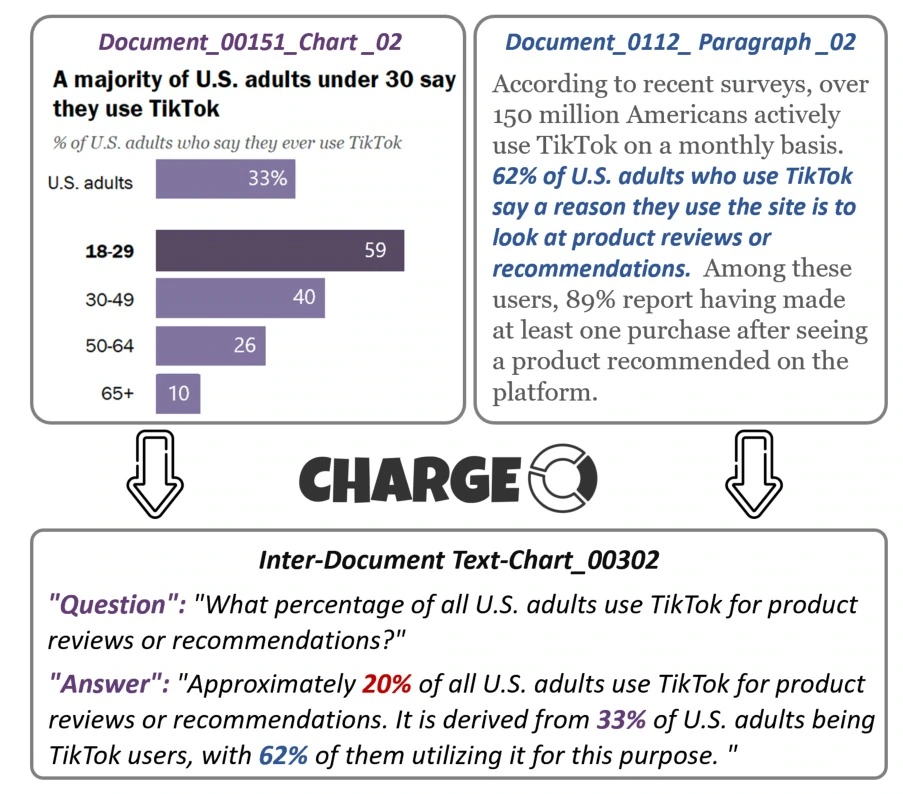 Document_00151_Chart _02
A majority of U.S. adults under 30 say
they use TikTok
% of U.S. adults who say they ever use TikTok
U.S. adults 33%
18-29 59
30-49 40
50-64 26
65+ 10
Document_0112_ Paragraph _02
According to recent surveys, over
150 million Americans actively
use TikTok on a monthly basis.
62% of U.S. adults who use TikTok
say a reason they use the site is to
look at product reviews or
recommendations. Among these
users, 89% report having made
at least one purchase after seeing
a product recommended on the
platform.
CHARGE
Inter-Document Text-Chart_00302
"Question": "What percentage of all U.S. adults use TikTok for product
reviews or recommendations?"
"Answer": "Approximately 20% of all U.S. adults use TikTok for product
reviews or recommendations. It is derived from 33% of U.S. adults being
TikTok users, with 62% of them utilizing it for this purpose. "